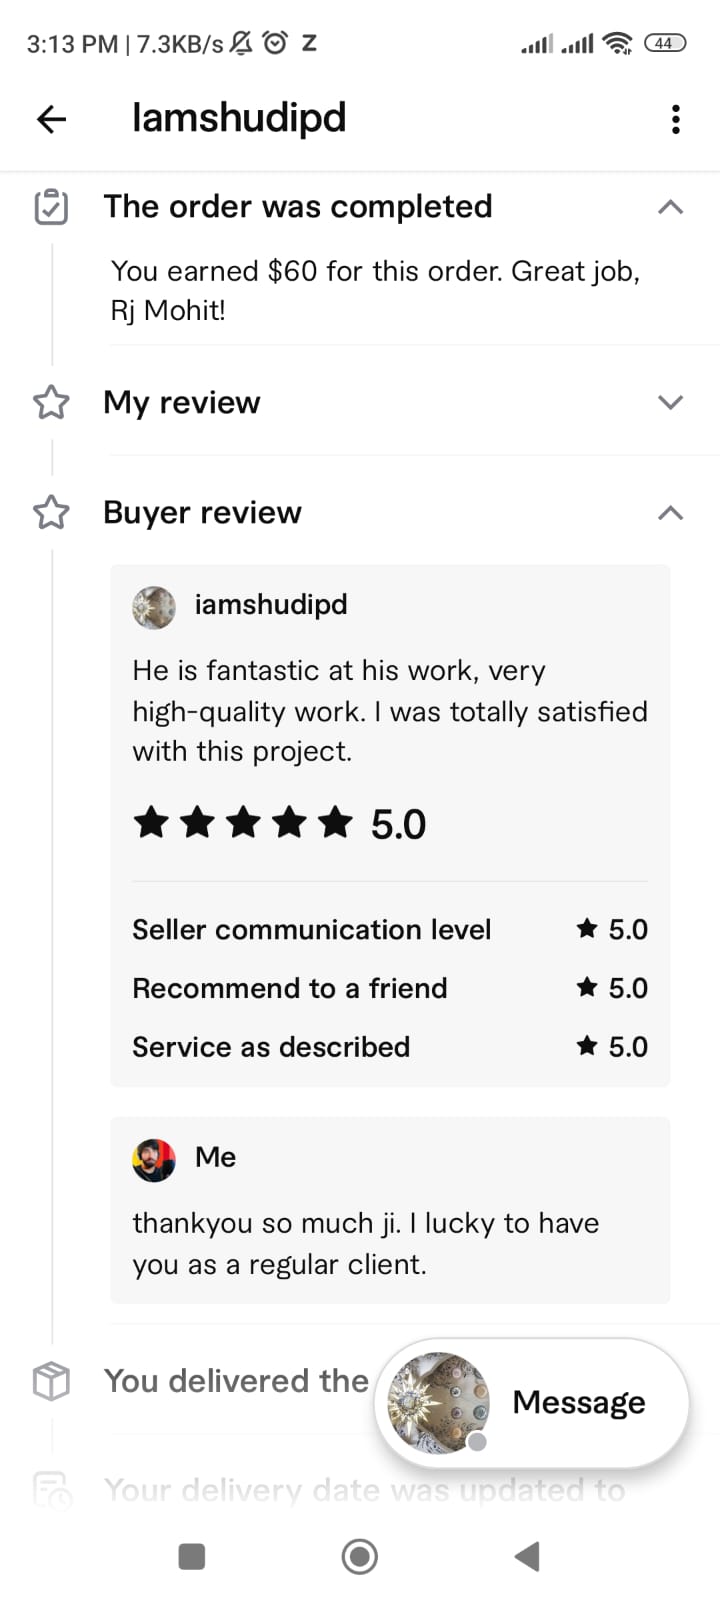 3:13 PM | 7.3KB/s Z 44
Iamshudipd
The order was completed
You earned $60 for this order. Great job,
Rj Mohit!
My review
Buyer review
iamshudipd
He is fantastic at his work, very
high-quality work. I was totally satisfied
with this project.
5.0
Seller communication level 5.0
Recommend to a friend 5.0
Service as described 5.0
Me
thankyou so much ji. I lucky to have
you as a regular client.
You delivered the
Message
Your delivery date was updated to